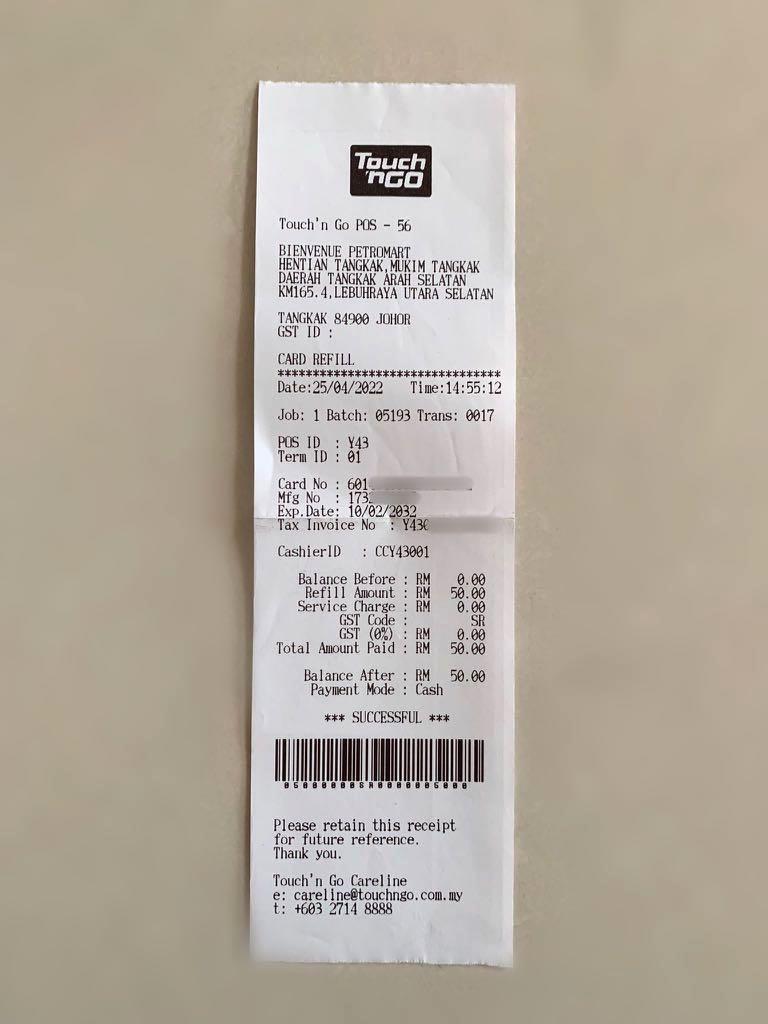 Touch
'nGO
Touch'n Go POS - 56
BIENVENUE PETROMART
HENTIAN TANGKAK,MUKIM TANGKAK
DAERAH TANGKAK ARAH SELATAN
KM165.4,LEBUHRAYA UTARA SELATAN
TANGKAK 84900 JOHOR
GST ID :
CARD REFILL
********************************
Date:25/04/2022 Time:14:55:12
Job: 1 Batch: 05193 Trans: 0017
POS ID : Y43
Term ID : 01
Card No : 601
Mfg No : 173
Exp.Date: 10/02/2032
Tax Invoice No : Y430
CashierID : CCY43001
Balance Before : RM 0.00
Refill Amount : RM 50.00
Service Charge : RM 0.00
GST Code : SR
GST (0%) : RM 0.00
Total Amount Paid : RM 50.00
Balance After : RM 50.00
Payment Mode : Cash
*** SUCCESSFUL ***
Please retain this receipt
for future reference.
Thank you.
Touch'n Go Careline
e: careline@touchngo.com.my
t: +603 2714 8888